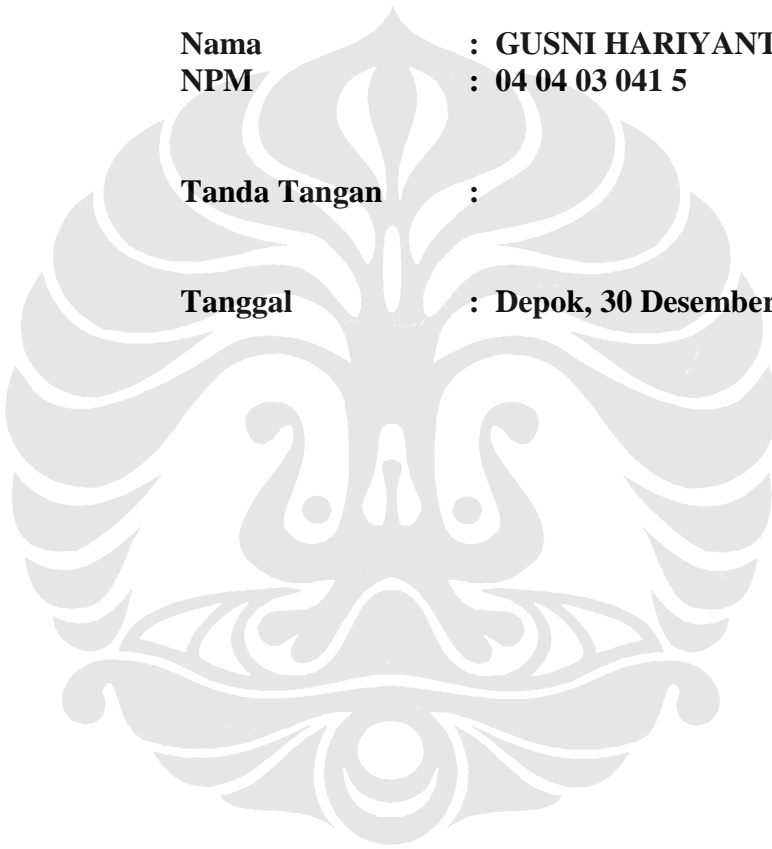 Nama : GUSNI HARIYANT
NPM : 04 04 03 041 5
Tanda Tangan :
Tanggal : Depok, 30 Desember